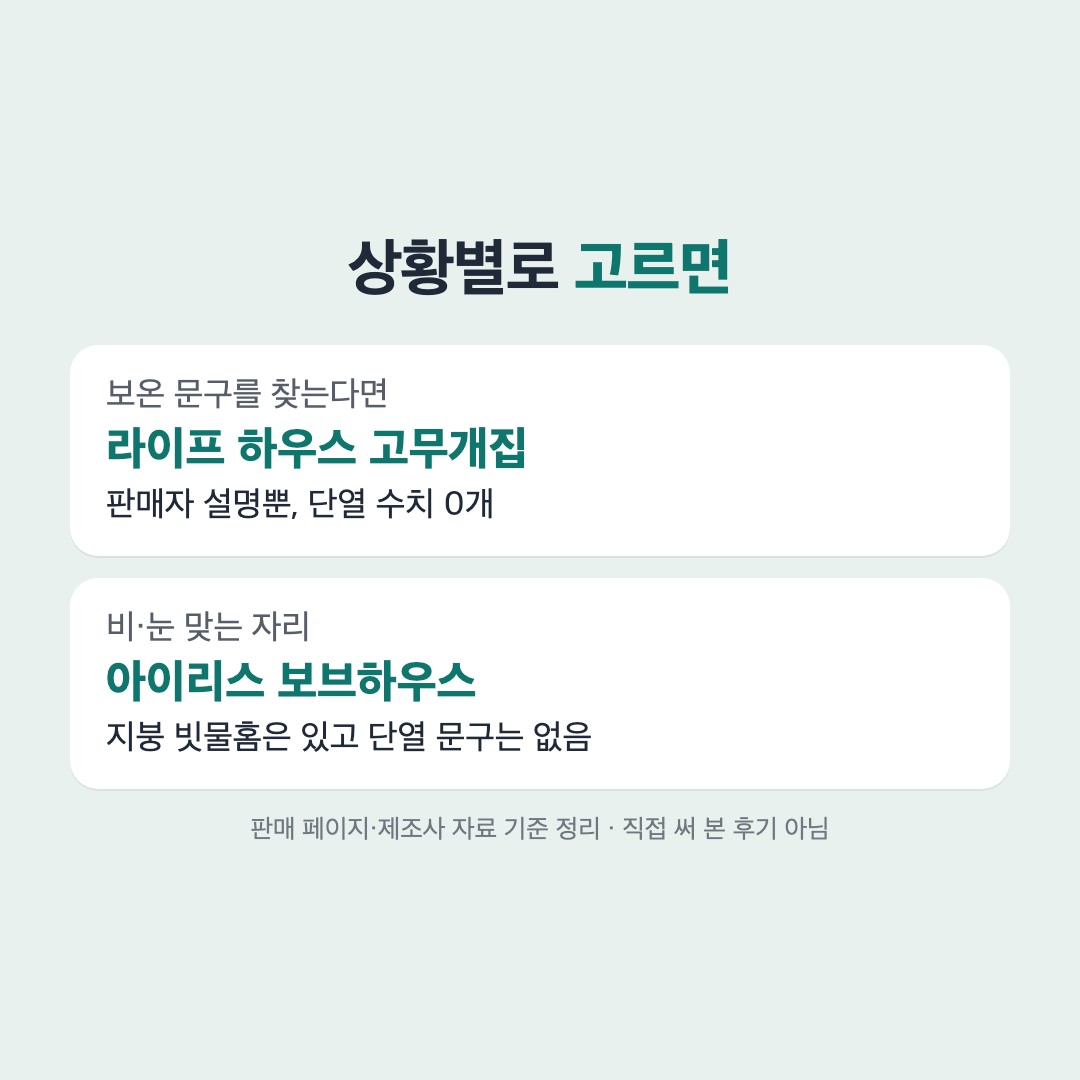 상황별로 고르면
보온 문구를 찾는다면
라이프 하우스 고무개집
판매자 설명뿐, 단열 수치 0개
비·눈 맞는 자리
아이리스 보브하우스
지붕 빗물홈은 있고 단열 문구는 없음
판매 페이지·제조사 자료 기준 정리 · 직접 써 본 후기 아님